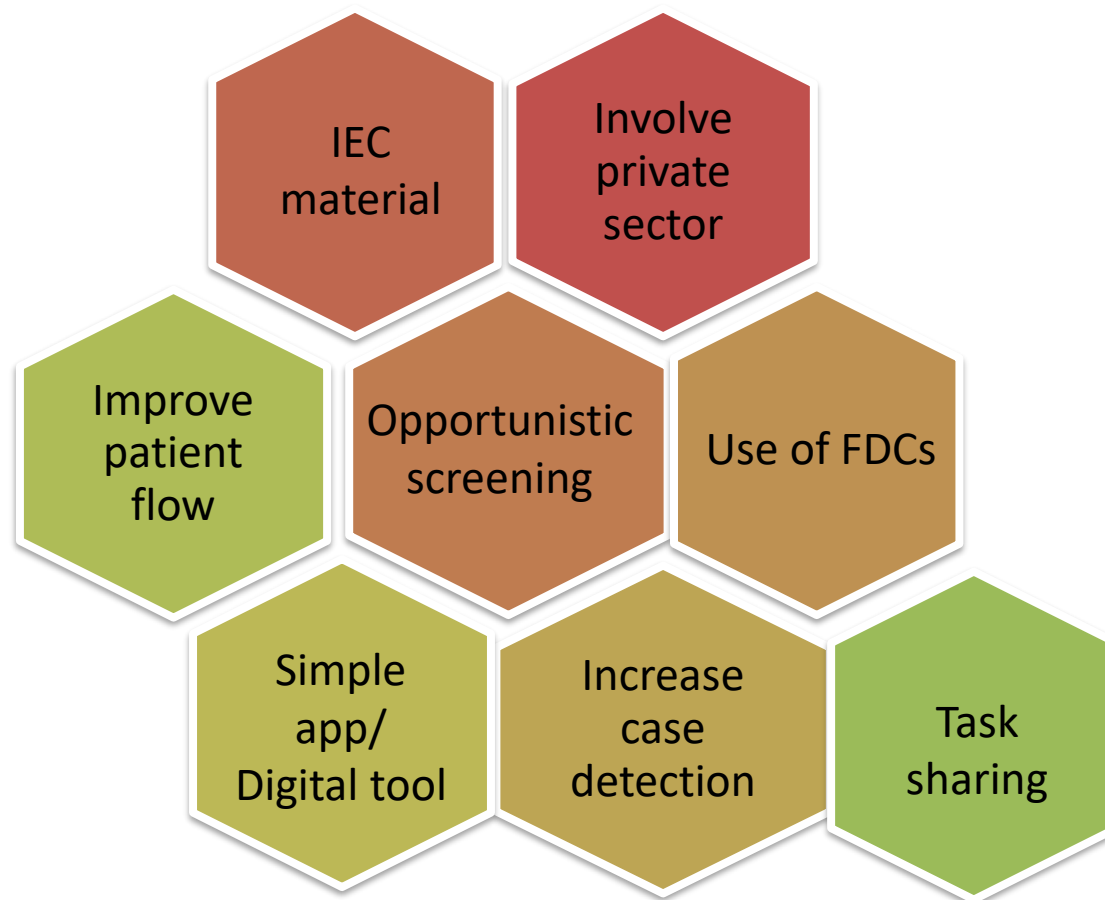 IEC
material
Involve
private
sector
Improve
patient
flow
Opportunistic
screening
Use of FDCs
Simple
app/
Digital tool
Increase
case
detection
Task
sharing